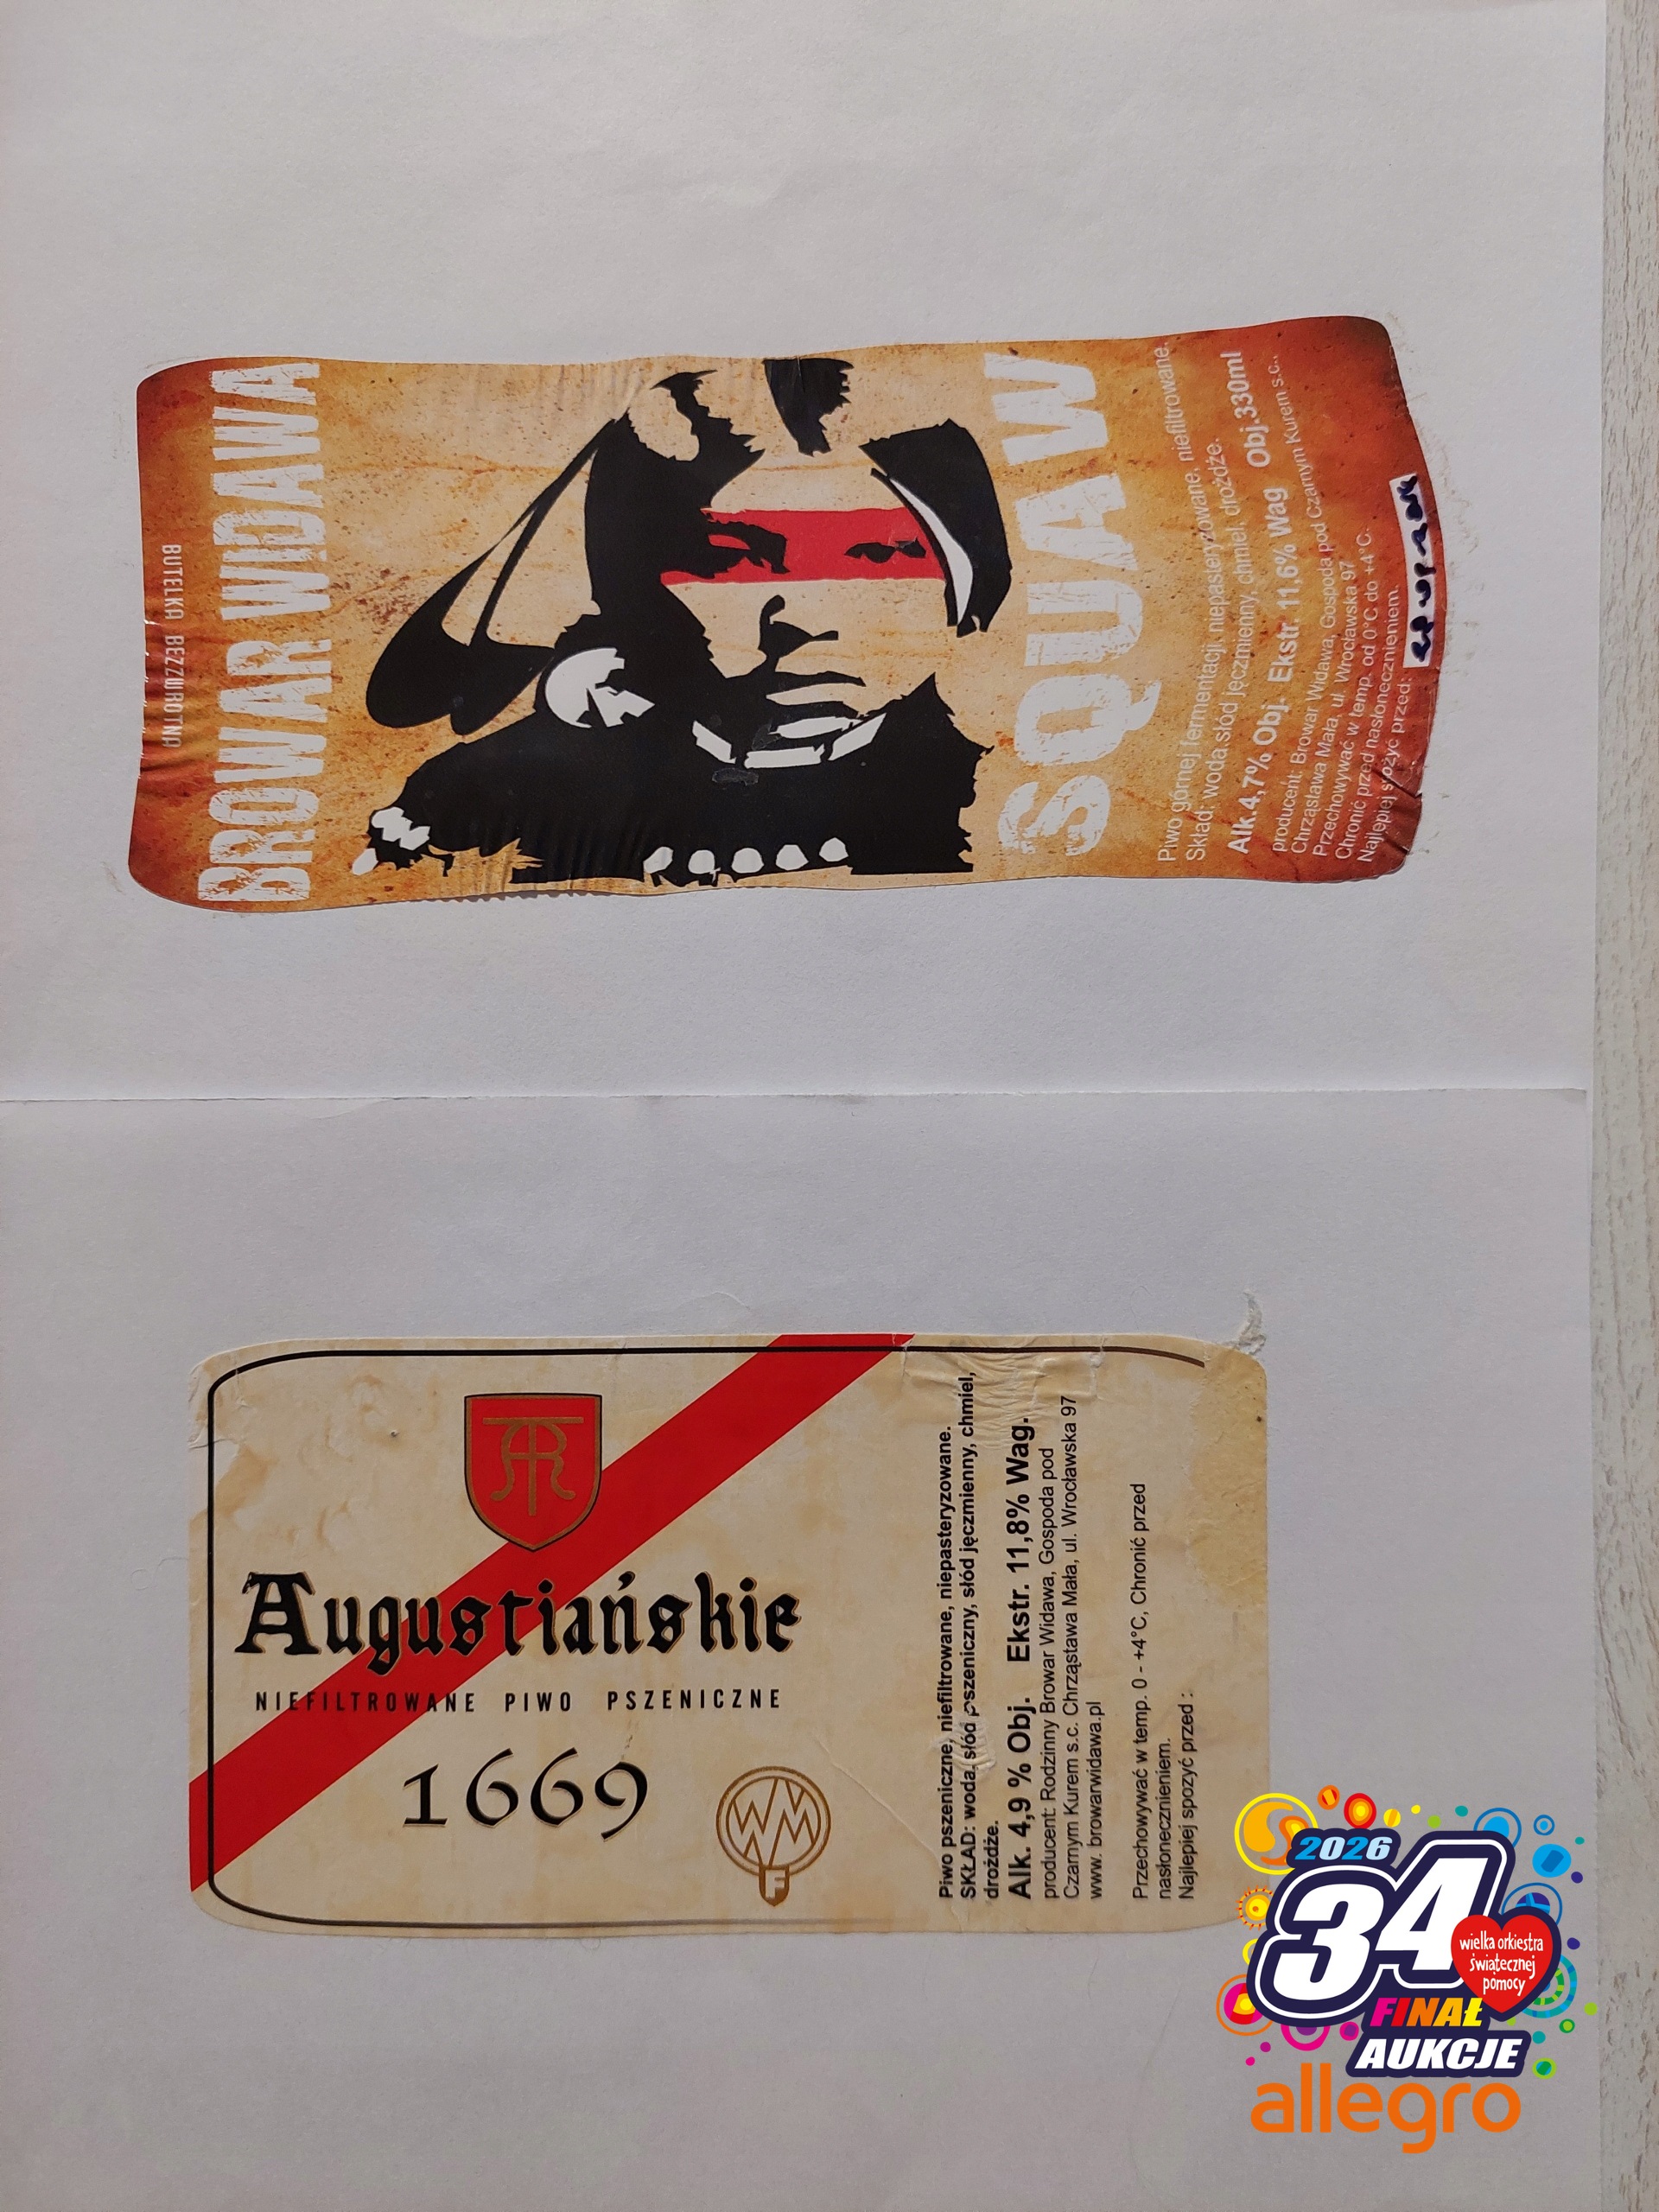 BUTELKA BEZZWROTNA
BROWAR WIDAWA
SQUAW
Piwo górnej fermentacji, niepasteryzowane, niefiltrowane.
Skład: woda,słód jęczmienny, chmiel, drożdże.
Alk.4,7% Obj. Ekstr. 11,6% Wag Obj.330ml
producent: Browar Widawa, Gospoda pod Czarnym Kurem s.c.,
Chrząstawa Mała, ul. Wrocławska 97
Przechowywać w temp. od 0°C do +4°C.
Chronić przed nasłonecznieniem.
Najlepiej spożyć przed:
Augustiańskie
NIEFILTROWANE PIWO PSZENICZNE
1669
Piwo pszeniczne, niefiltrowane, niepasteryzowane.
SKŁAD: woda, słód pszeniczny, słód jęczmienny, chmiel,
drożdże.
Alk. 4,9 % Obj. Ekstr. 11,8% Wag.
producent: Rodzinny Browar Widawa, Gospoda pod
Czarnym Kurem s.c. Chrząstawa Mała, ul. Wrocławska 97
www. browarwidawa.pl
Przechowywać w temp. 0 - +4°C, Chronić przed
nasłonecznieniem.
Najlepiej spozyć przed :
2026
34
wielka orkiestra
świątecznej
pomocy
FINAŁ
AUKCJE
allegro